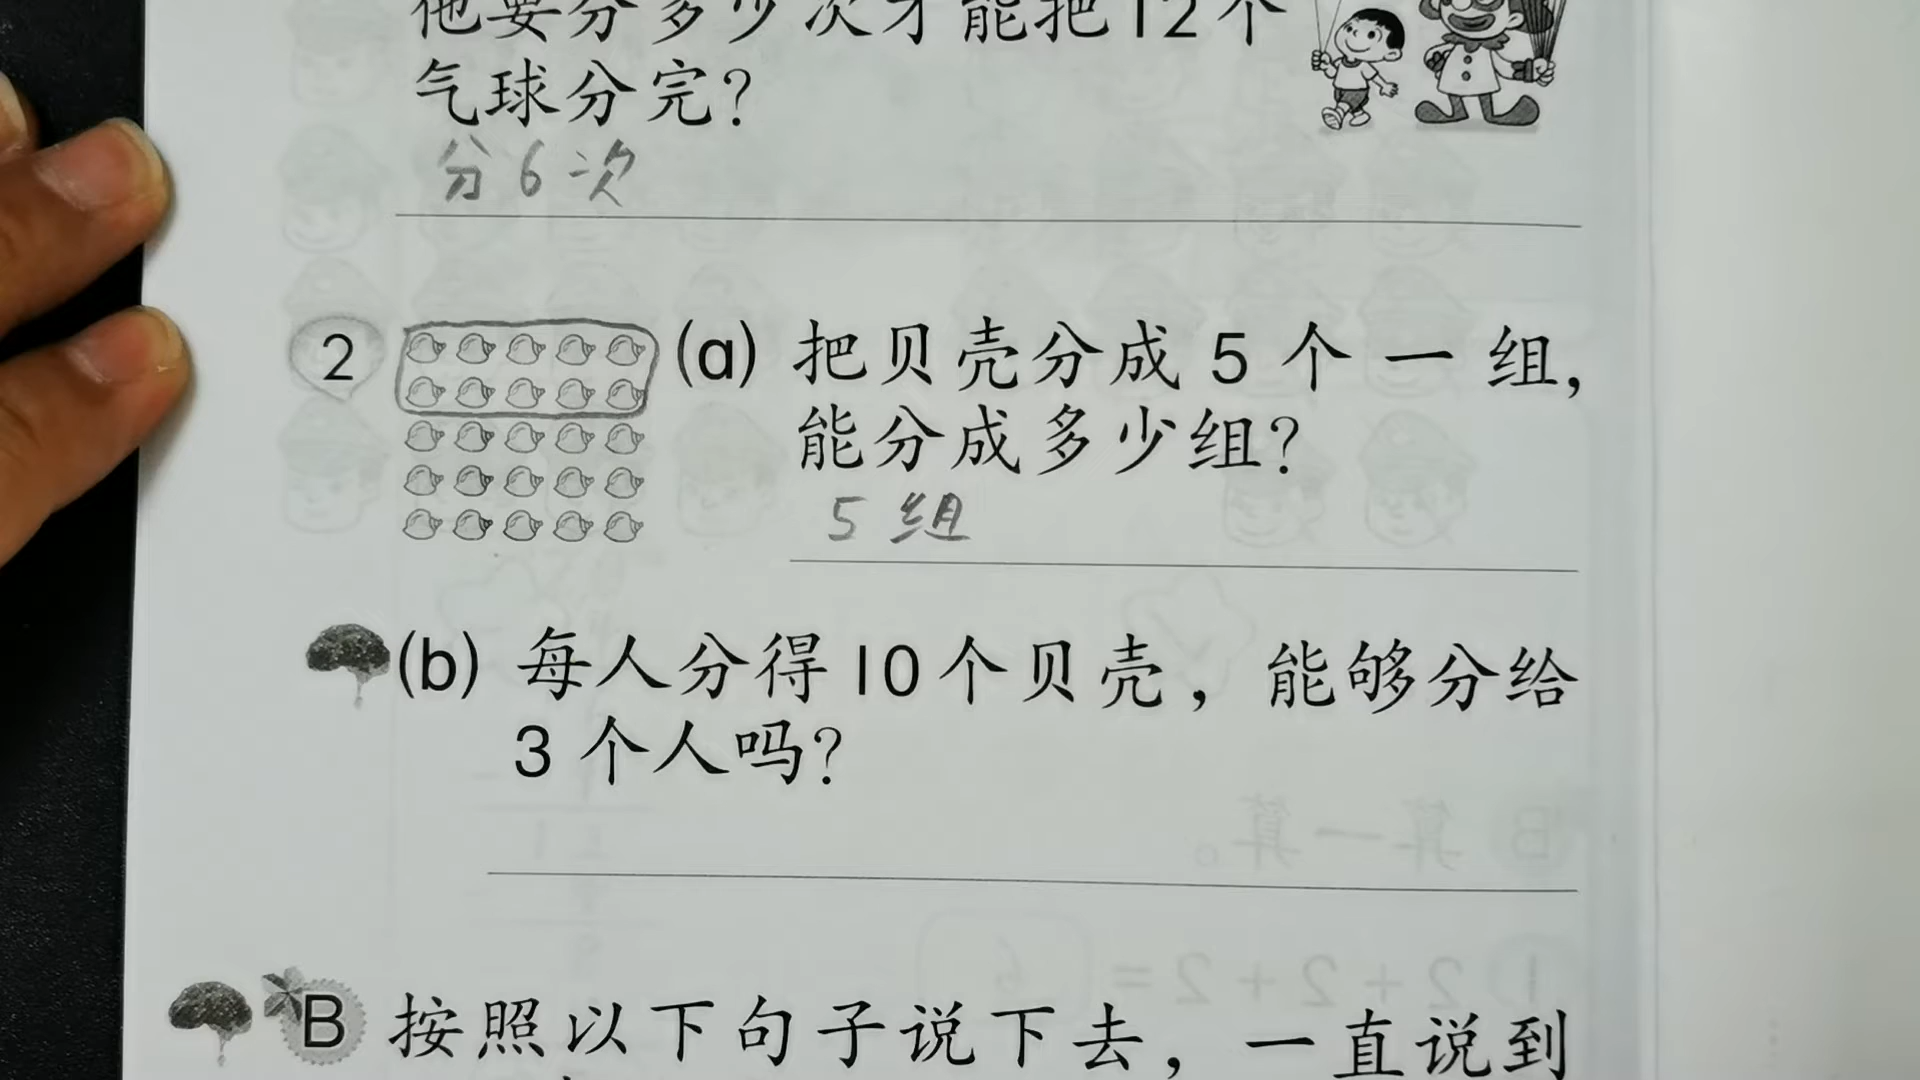 他要分多少次才能把12个
气球分完?
分6次
2
(a) 把贝壳分成 5 个一组,
能分成多少组?
5 组
(b) 每人分得10个贝壳, 能够分给
3 个人吗?
B 按照以下句子说下去, 一直说到